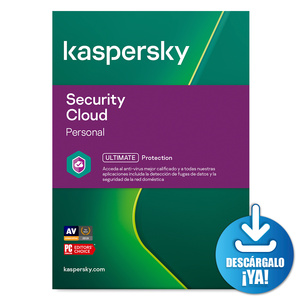 kaspersky
Security
Cloud
Personal
ULTIMATE Protection
Accede al anti-virus mejor calificado y a todas nuestras
aplicaciones incluida la detección de fugas de datos y la
seguridad de la red doméstica.
AV
PC EDITORS'
CHOICE
kaspersky.com
DESCÁRGALO
¡YA!